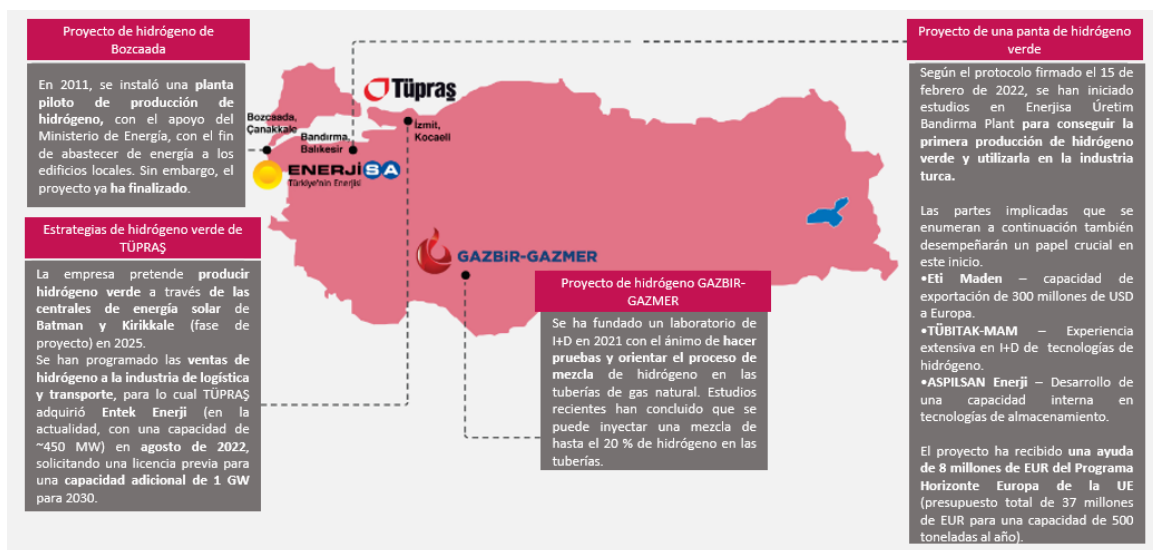 Proyecto de hidrógeno de
Bozcaada
En 2011, se instaló una planta
piloto de producción de
hidrógeno, con el apoyo del
Ministerio de Energía, con el fin
de abastecer de energía a los
edificios locales. Sin embargo, el
proyecto ya ha finalizado.
Estrategias de hidrógeno verde de
TÜPRAŞ
La empresa pretende producir
hidrógeno verde a través de las
centrales de energía solar de
Batman y Kirikkale (fase de
proyecto) en 2025.
Se han programado las ventas de
hidrógeno a la industria de logística
y transporte, para lo cual TÜPRAŞ
adquirió Entek Enerji (en la
actualidad, con una capacidad de
~450 MW) en agosto de 2022,
solicitando una licencia previa para
una capacidad adicional de 1 GW
para 2030.
Tüpraş
Bozcsada,
Çanakkale
Bandırma,
Balıkesir
İzmit,
Kocaeli
ENERJİSA
Türkiye'nin Enerjisi
GAZBİR-GAZMER
Proyecto de hidrógeno GAZBIR-
GAZMER
Se ha fundado un laboratorio de
I+D en 2021 con el ánimo de hacer
pruebas y orientar el proceso de
mezcla de hidrógeno en las
tuberías de gas natural. Estudios
recientes han concluido que se
puede inyectar una mezcla de
hasta el 20 % de hidrógeno en las
tuberías.
Proyecto de una panta de hidrógeno
verde
Según el protocolo firmado el 15 de
febrero de 2022, se han iniciado
estudios en Enerjisa Üretim
Bandirma Plant para conseguir la
primera producción de hidrógeno
verde y utilizarla en la industria
turca.
Las partes implicadas que se
enumeran a continuación también
desempeñarán un papel crucial en
este inicio.
•Eti Maden – capacidad de
exportación de 300 millones de USD
a Europa.
•TÜBITAK-MAM – Experiencia
extensiva en I+D de tecnologías de
hidrógeno.
•ASPILSAN Enerji – Desarrollo de
una capacidad interna en
tecnologías de almacenamiento.
El proyecto ha recibido una ayuda
de 8 millones de EUR del Programa
Horizonte Europa de la UE
(presupuesto total de 37 millones
de EUR para una capacidad de 500
toneladas al año).